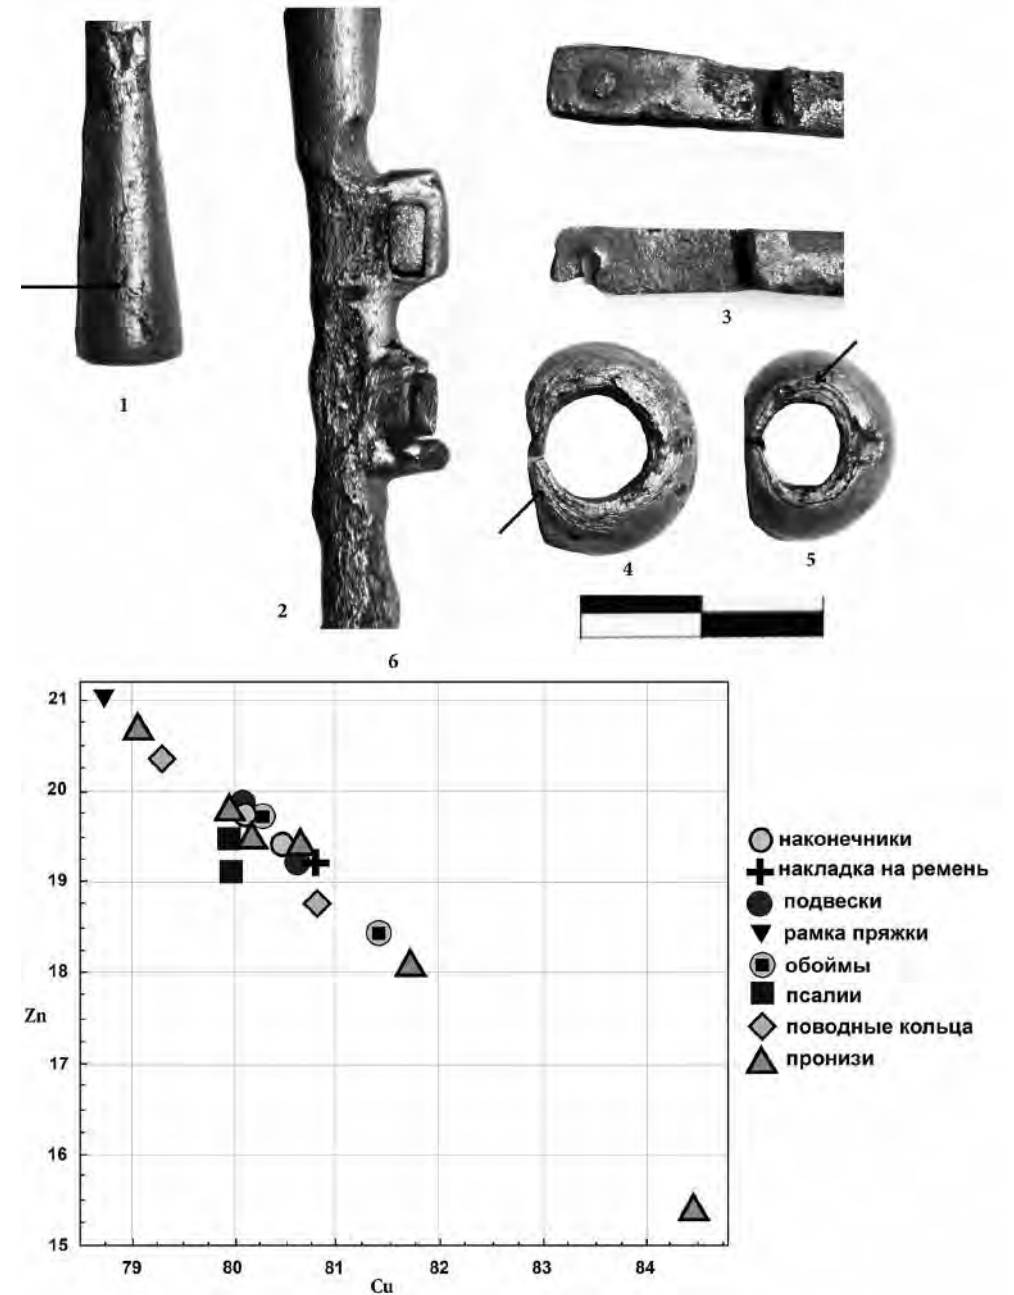 1
2
3
4
5
6
21
20
19
18
17
16
15
Zn
79 80 81 82 83 84
Cu
наконечники
накладка на ремень
подвески
рамка пряжки
обоймы
псалии
поводные кольца
пронизи